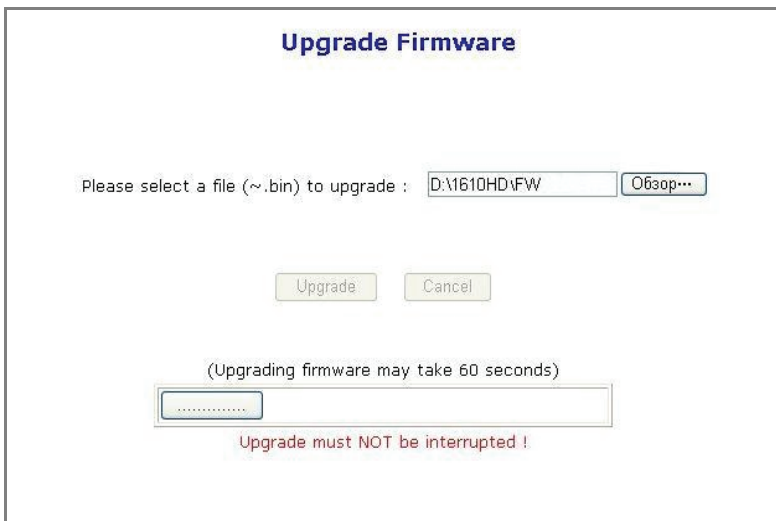 Upgrade Firmware
Please select a file (~.bin) to upgrade : D:\1610HD\FW Обзор...
Upgrade Cancel
(Upgrading firmware may take 60 seconds)
..............
Upgrade must NOT be interrupted !